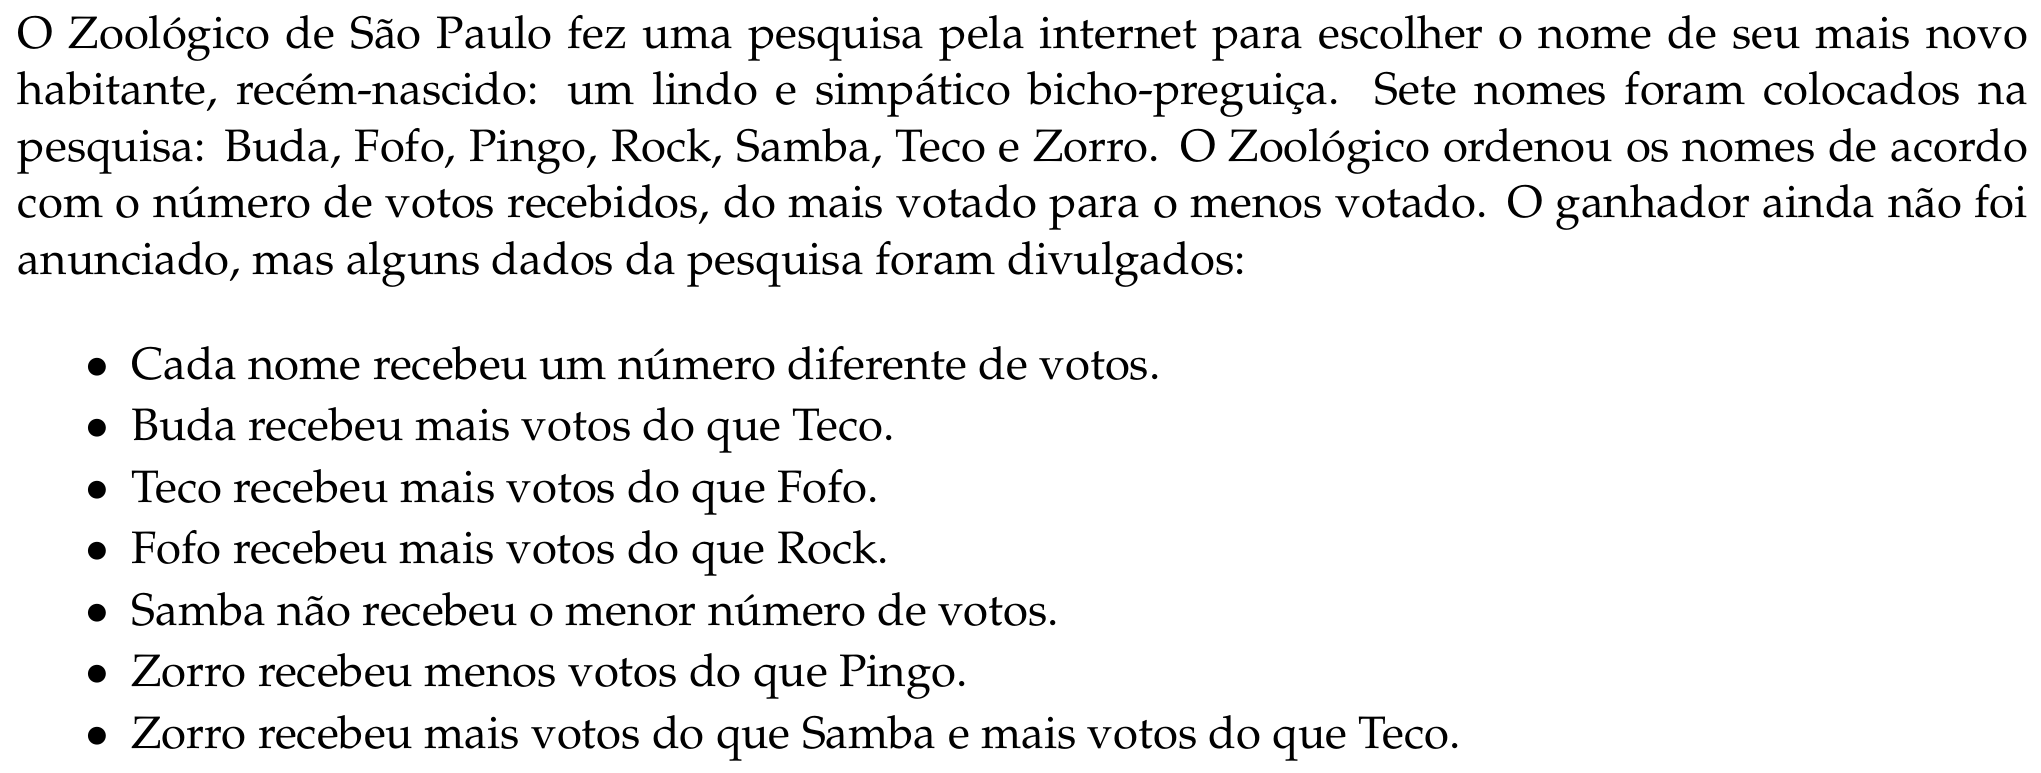 O Zoológico de São Paulo fez uma pesquisa pela internet para escolher o nome de seu mais novo
habitante, recém-nascido: um lindo e simpático bicho-preguiça. Sete nomes foram colocados na
pesquisa: Buda, Fofo, Pingo, Rock, Samba, Teco e Zorro. O Zoológico ordenou os nomes de acordo
com o número de votos recebidos, do mais votado para o menos votado. O ganhador ainda não foi
anunciado, mas alguns dados da pesquisa foram divulgados:
• Cada nome recebeu um número diferente de votos.
• Buda recebeu mais votos do que Teco.
• Teco recebeu mais votos do que Fofo.
• Fofo recebeu mais votos do que Rock.
• Samba não recebeu o menor número de votos.
• Zorro recebeu menos votos do que Pingo.
• Zorro recebeu mais votos do que Samba e mais votos do que Teco.